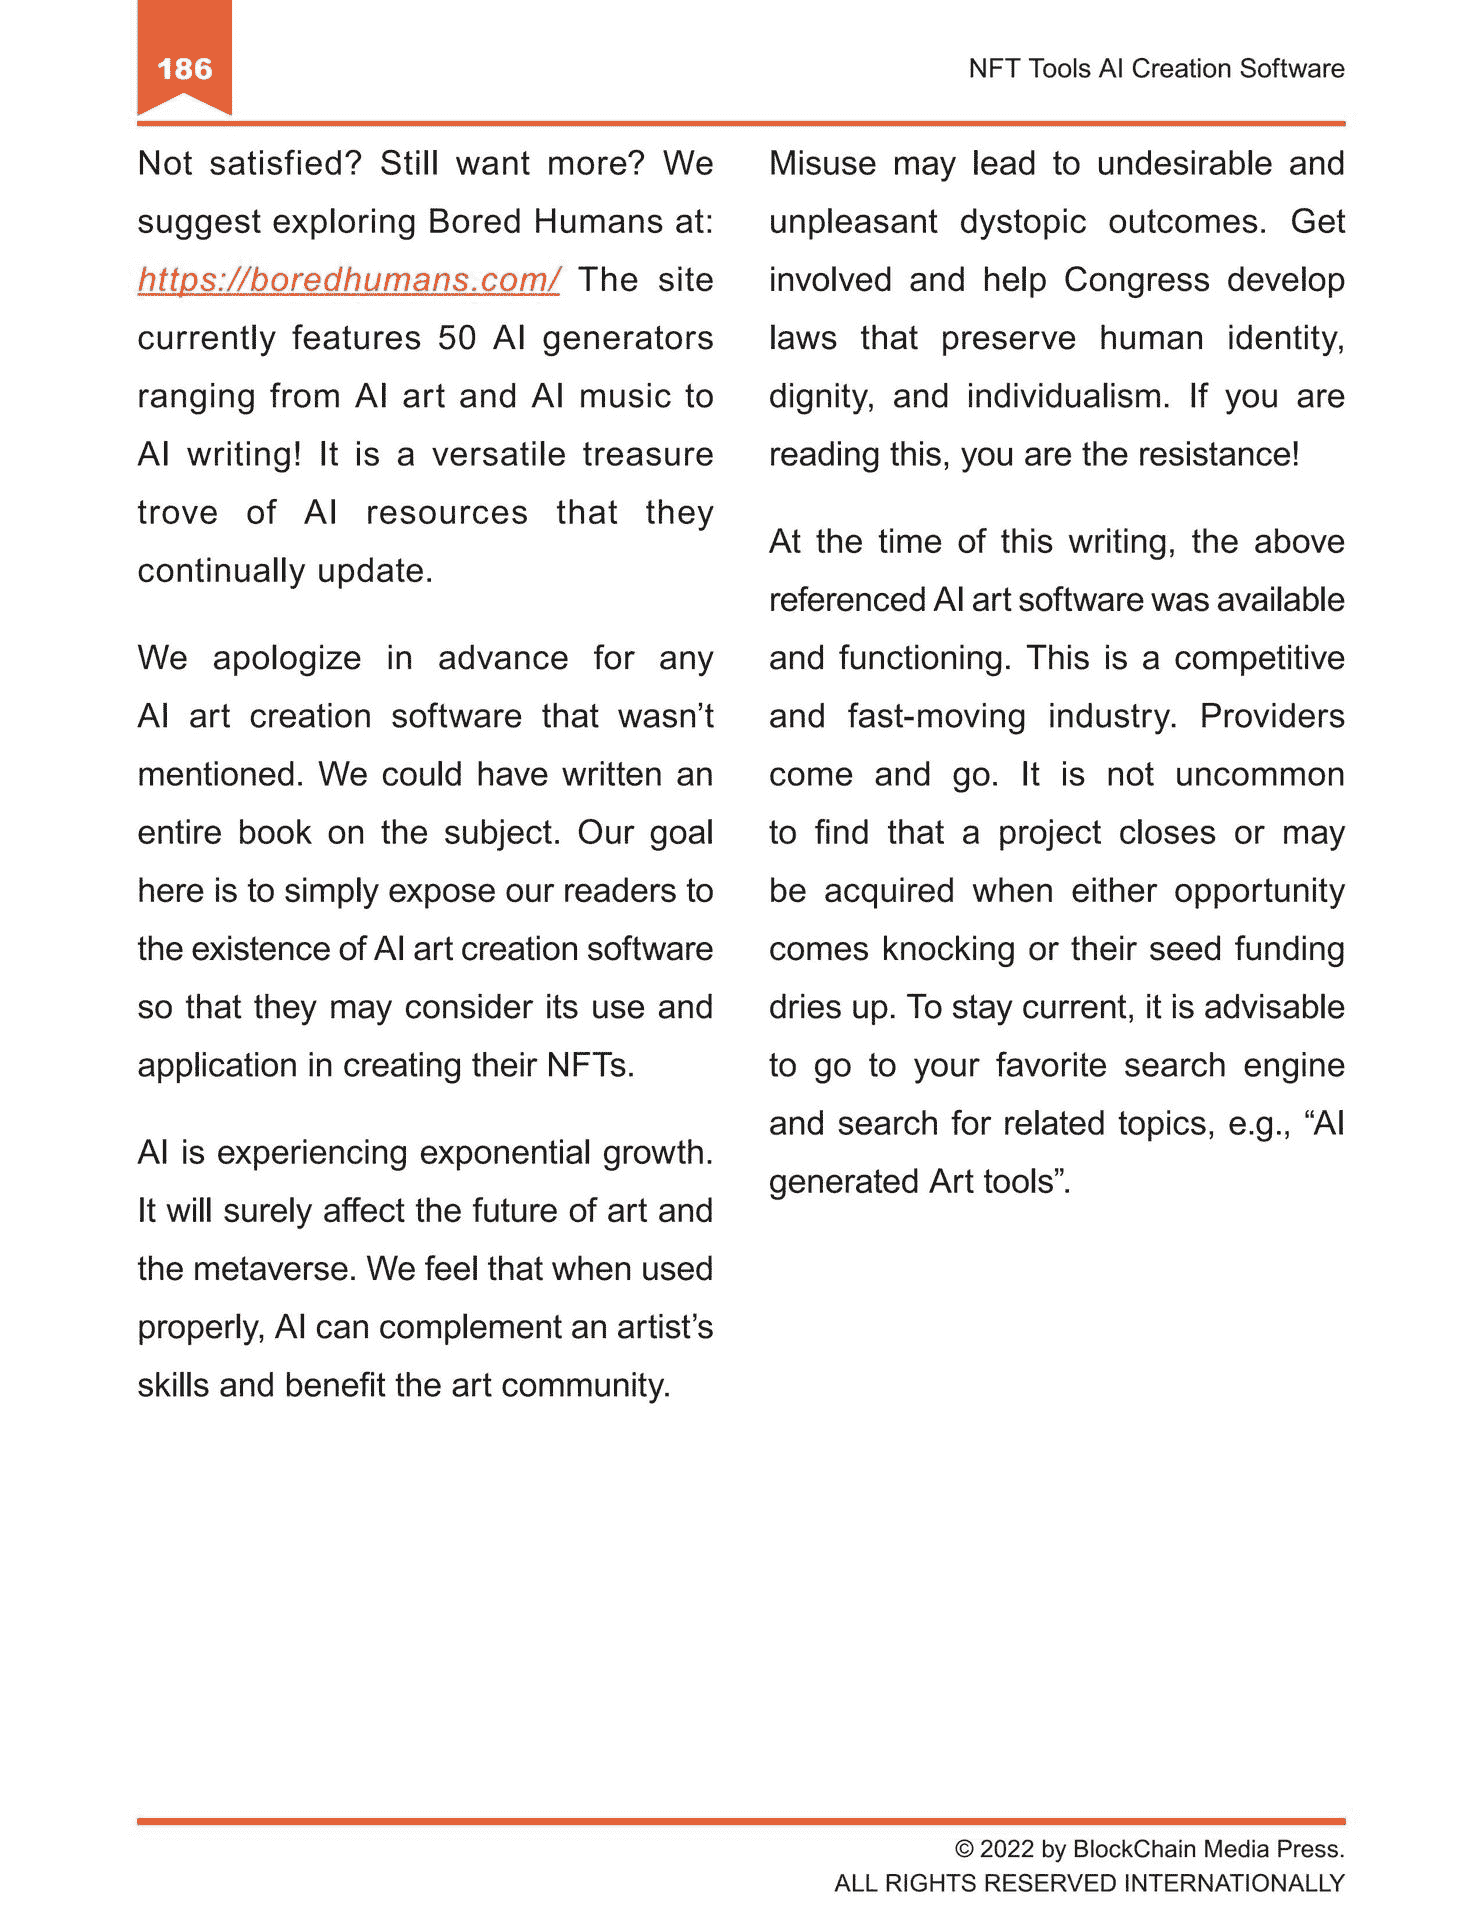 186
NFT Tools AI Creation Software
Not satisfied? Still want more? We
suggest exploring Bored Humans at:
https://boredhumans.com/ The site
currently features 50 AI generators
ranging from AI art and AI music to
AI writing! It is a versatile treasure
trove of AI resources that they
continually update.
We apologize in advance for any
AI art creation software that wasn’t
mentioned. We could have written an
entire book on the subject. Our goal
here is to simply expose our readers to
the existence of AI art creation software
so that they may consider its use and
application in creating their NFTs.
AI is experiencing exponential growth.
It will surely affect the future of art and
the metaverse. We feel that when used
properly, AI can complement an artist’s
skills and benefit the art community.
Misuse may lead to undesirable and
unpleasant dystopic outcomes. Get
involved and help Congress develop
laws that preserve human identity,
dignity, and individualism. If you are
reading this, you are the resistance!
At the time of this writing, the above
referenced AI art software was available
and functioning. This is a competitive
and fast-moving industry. Providers
come and go. It is not uncommon
to find that a project closes or may
be acquired when either opportunity
comes knocking or their seed funding
dries up. To stay current, it is advisable
to go to your favorite search engine
and search for related topics, e.g., “AI
generated Art tools”.
© 2022 by BlockChain Media Press.
ALL RIGHTS RESERVED INTERNATIONALLY